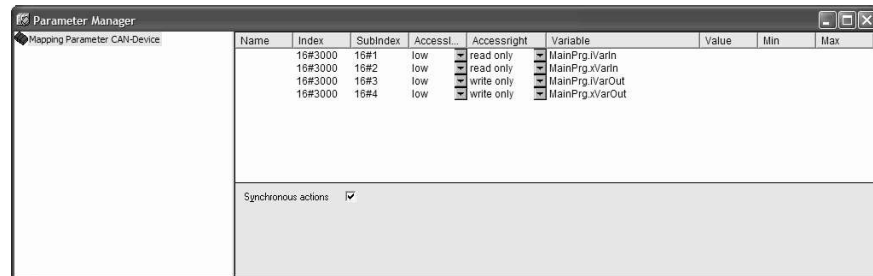 Parameter Manager
Mapping Parameter CAN-Device
Name Index SubIndex Accessl... Accessright Variable Value Min Max
16#3000 16#1 low read only MainPrg.iVarIn
16#3000 16#2 low read only MainPrg.xVarIn
16#3000 16#3 low write only MainPrg.iVarOut
16#3000 16#4 low write only MainPrg.xVarOut
Synchronous actions